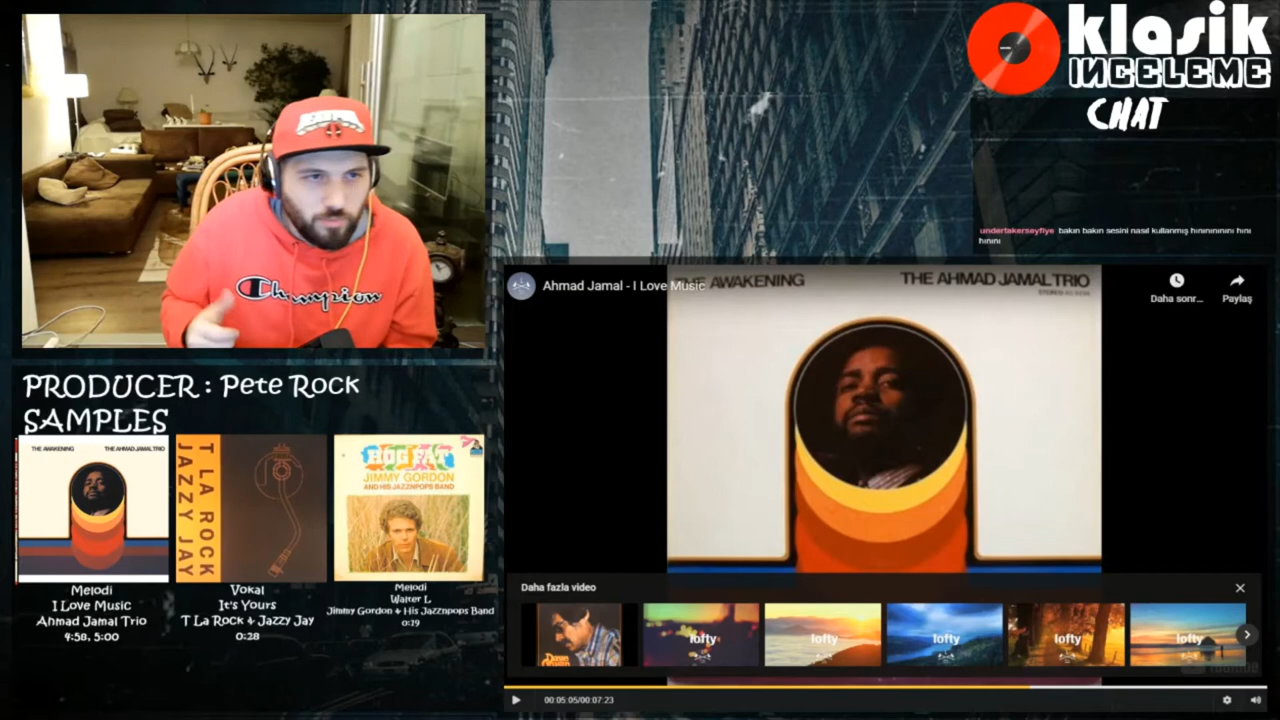 klasik
INCELEME
CHAT
undertakerseyfiye bakın bakın sesini nasıl kullanmış hınınınınını hını
hınını
Champion
Ahmad Jamal - I Love Music
THE AWAKENING
THE AHMAD JAMAL TRIO
Daha sonr...
Paylaş
PRODUCER : Pete Rock
SAMPLES
THE AWAKENING
THE AHMAD JAMAL TRIO
T LA ROCK
JAZZY JAY
HOG FAT
JIMMY GORDON
AND HIS JAZZNPOPS BAND
Melodi
I Love Music
Ahmad Jamal Trio
4:58, 5:00
Vokal
It's Yours
T La Rock + Jazzy Jay
0:28
Melodi
Walter L
Jimmy Gordon + His Jazznpops Band
0:19
Daha fazla video
lofty
lofty
lofty
lofty
lofty
00:05:05/00:07:23